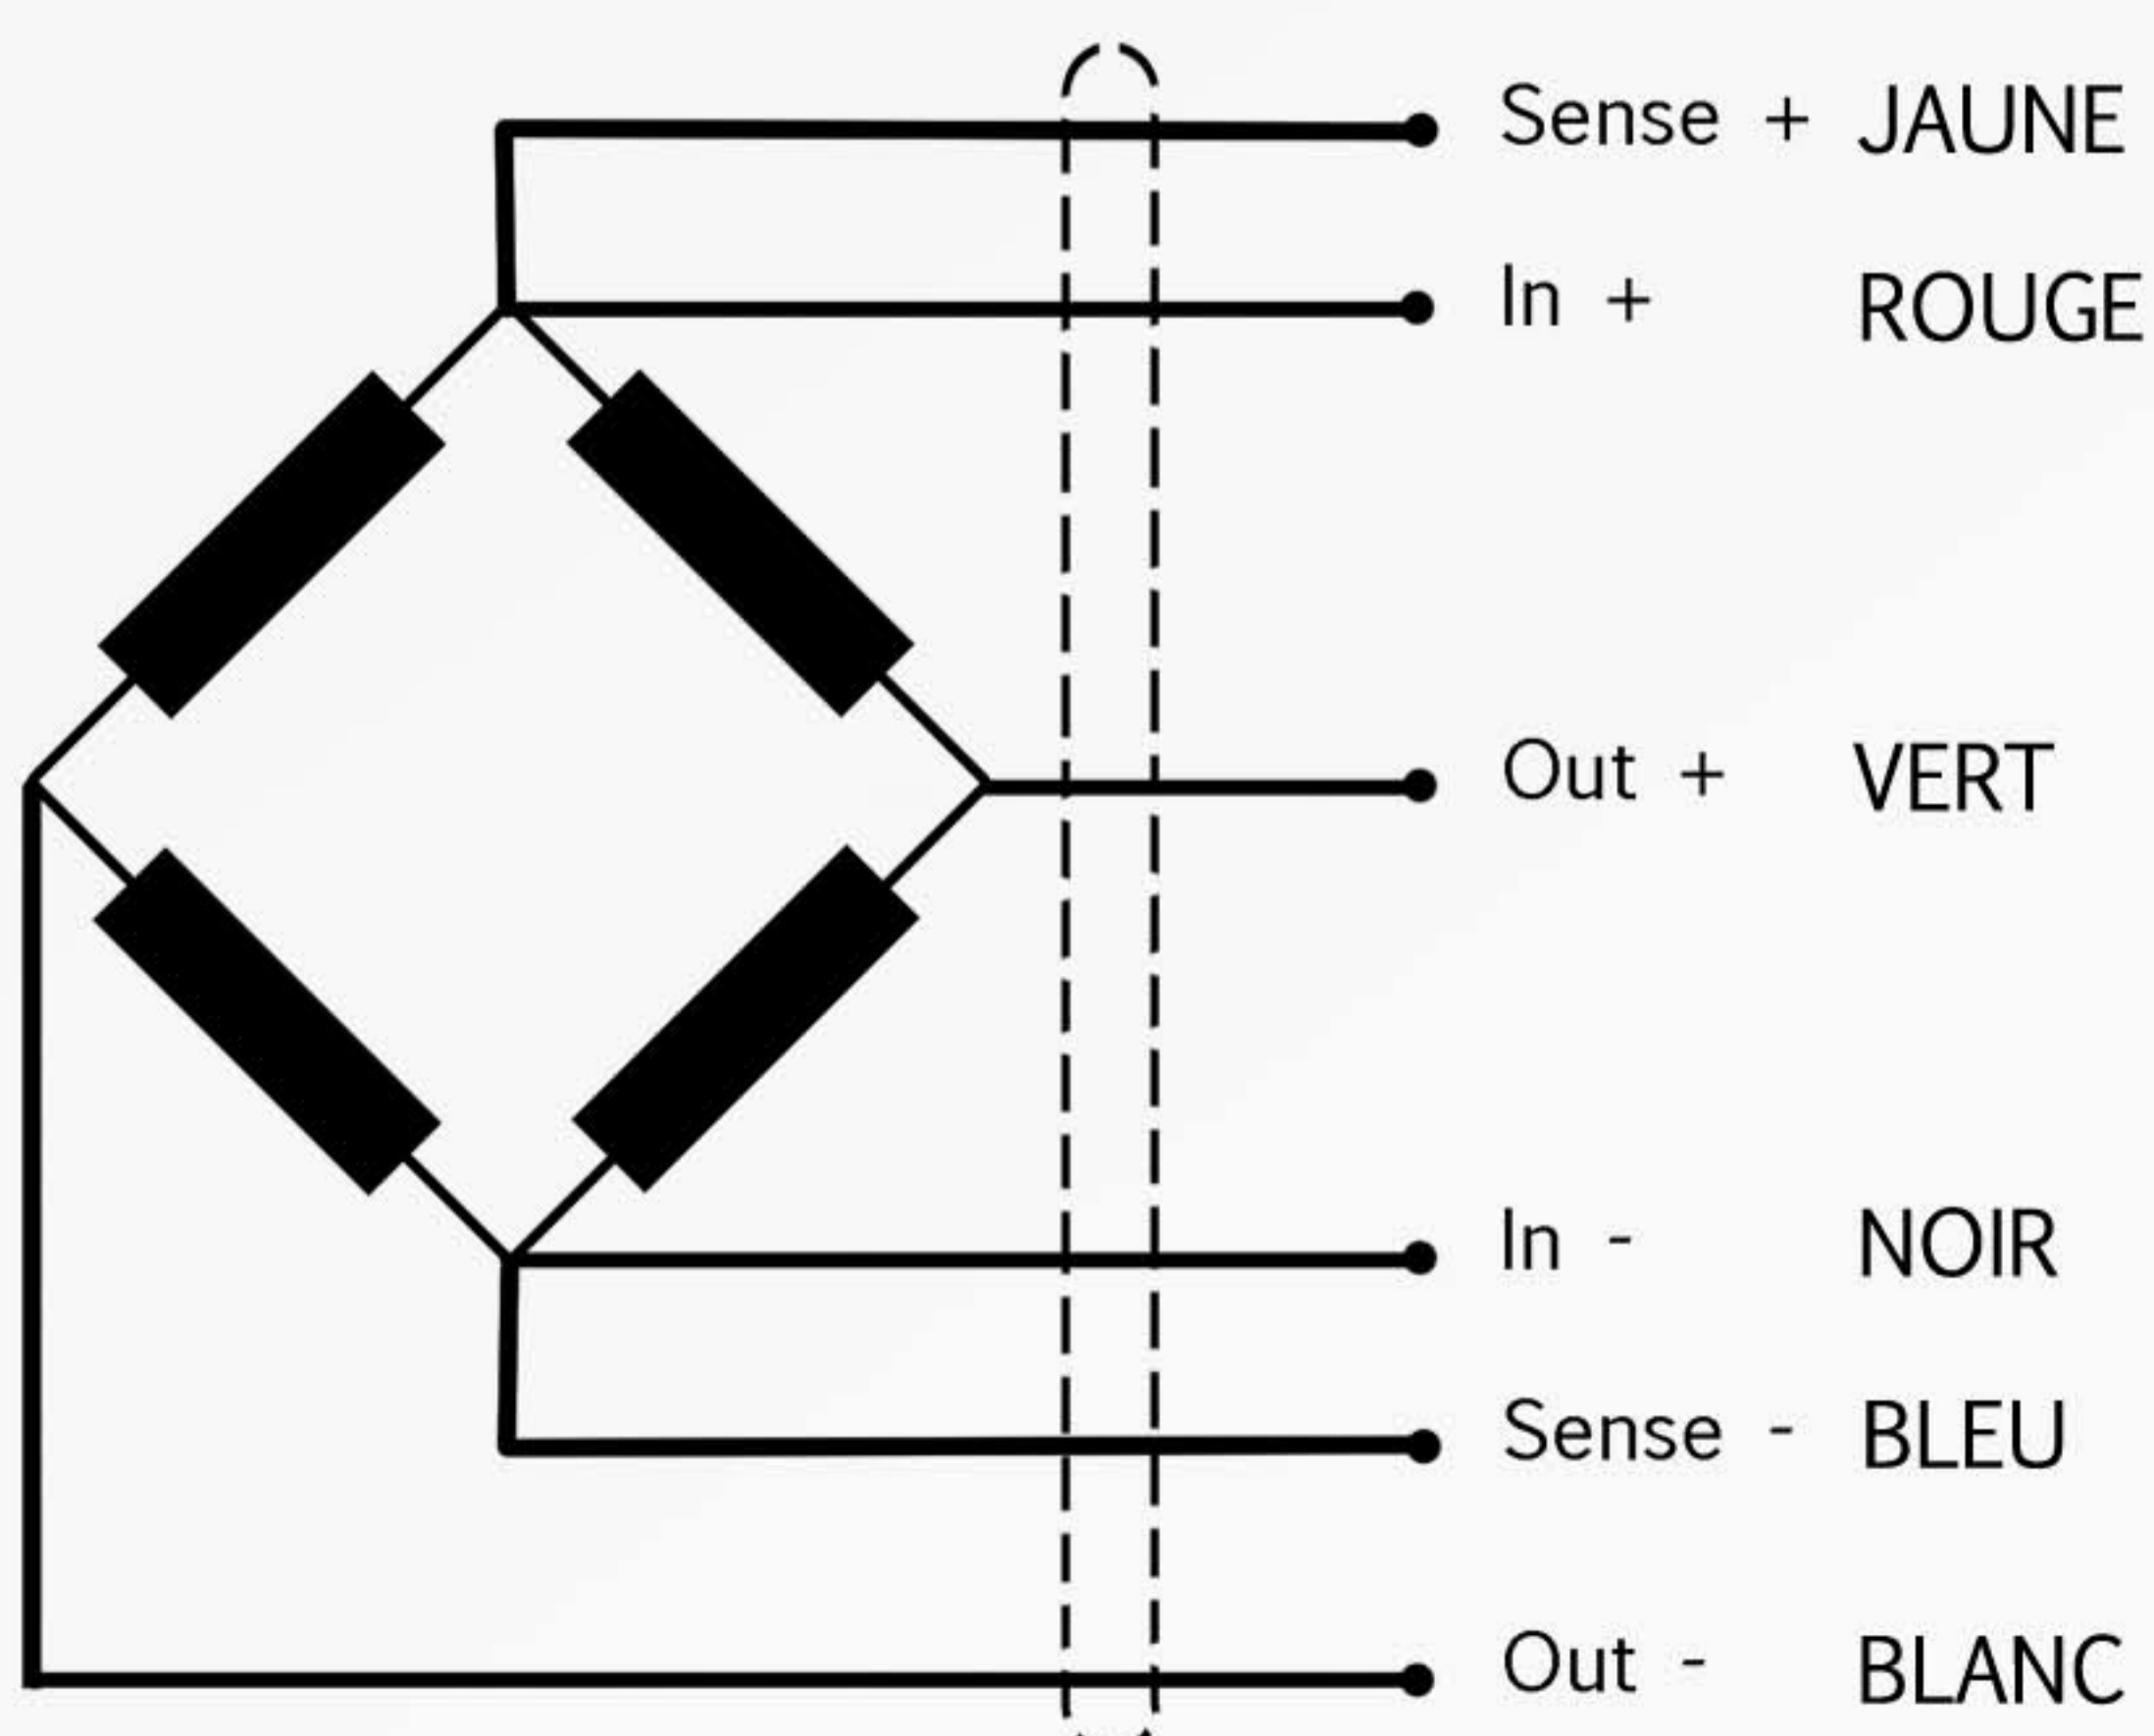 Sense + JAUNE
In + ROUGE
Out + VERT
In - NOIR
Sense - BLEU
Out - BLANC